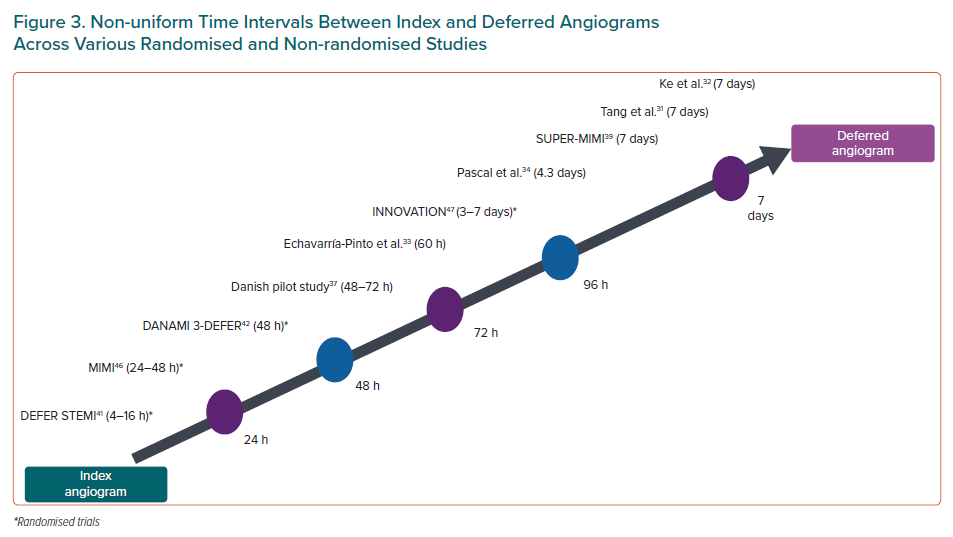 Figure 3. Non-uniform Time Intervals Between Index and Deferred Angiograms
Across Various Randomised and Non-randomised Studies
Ke et al.³² (7 days)
Tang et al.³¹ (7 days)
SUPER-MIMI³⁹ (7 days)
Deferred
angiogram
Pascal et al.³⁴ (4.3 days)
7
days
INNOVATION⁴⁷ (3–7 days)*
Echavarría-Pinto et al.³³ (60 h)
96 h
Danish pilot study³⁷ (48–72 h)
72 h
DANAMI 3-DEFER⁴² (48 h)*
MIMI⁴⁶ (24–48 h)*
48 h
DEFER STEMI⁴¹ (4–16 h)*
24 h
Index
angiogram
*Randomised trials